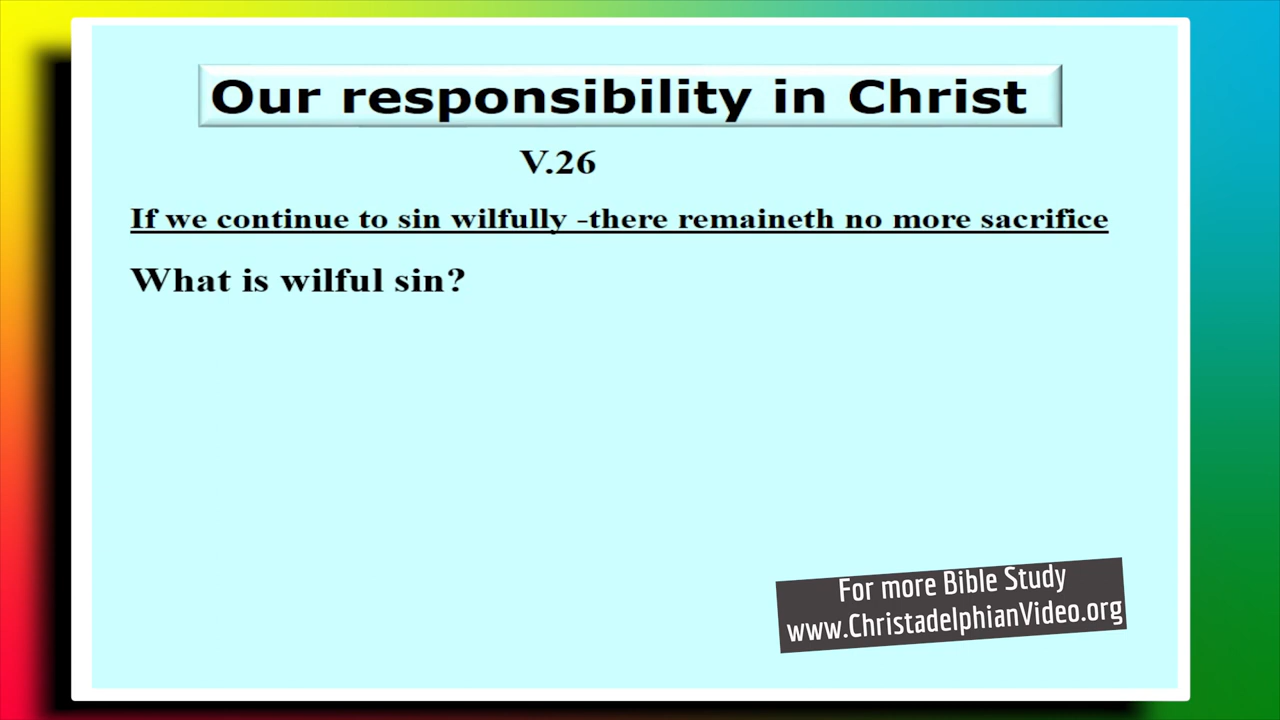 Our responsibility in Christ
V.26
If we continue to sin wilfully -there remaineth no more sacrifice
What is wilful sin?
For more Bible Study
www.ChristadelphianVideo.org